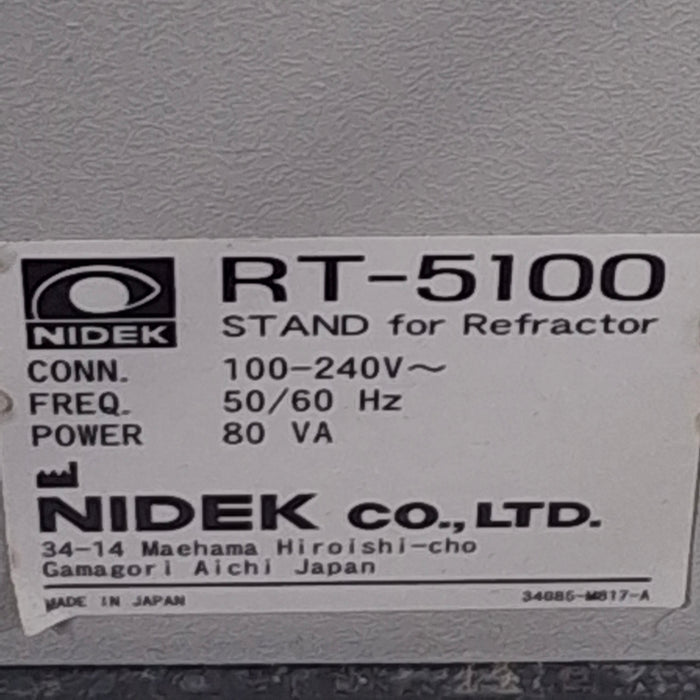 NIDEK
RT-5100
STAND for Refractor
CONN. 100-240V~
FREQ. 50/60 Hz
POWER 80 VA
NIDEK CO., LTD.
34-14 Maehama Hiroishi-cho
Gamagori Aichi Japan
MADE IN JAPAN